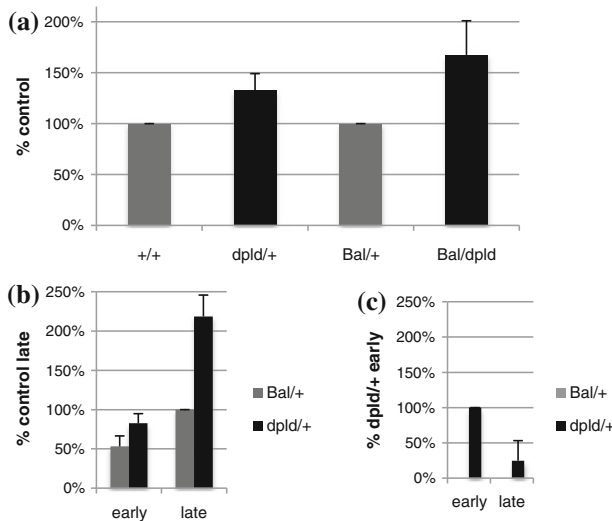 (a)
% control
200%
150%
100%
50%
0%
+/+ dpld/+ Bal/+ Bal/dpld
(b)
% control late
250%
200%
150%
100%
50%
0%
early late
Bal/+
dpld/+
(c)
% dpld/+ early
250%
200%
150%
100%
50%
0%
early late
Bal/+
dpld/+